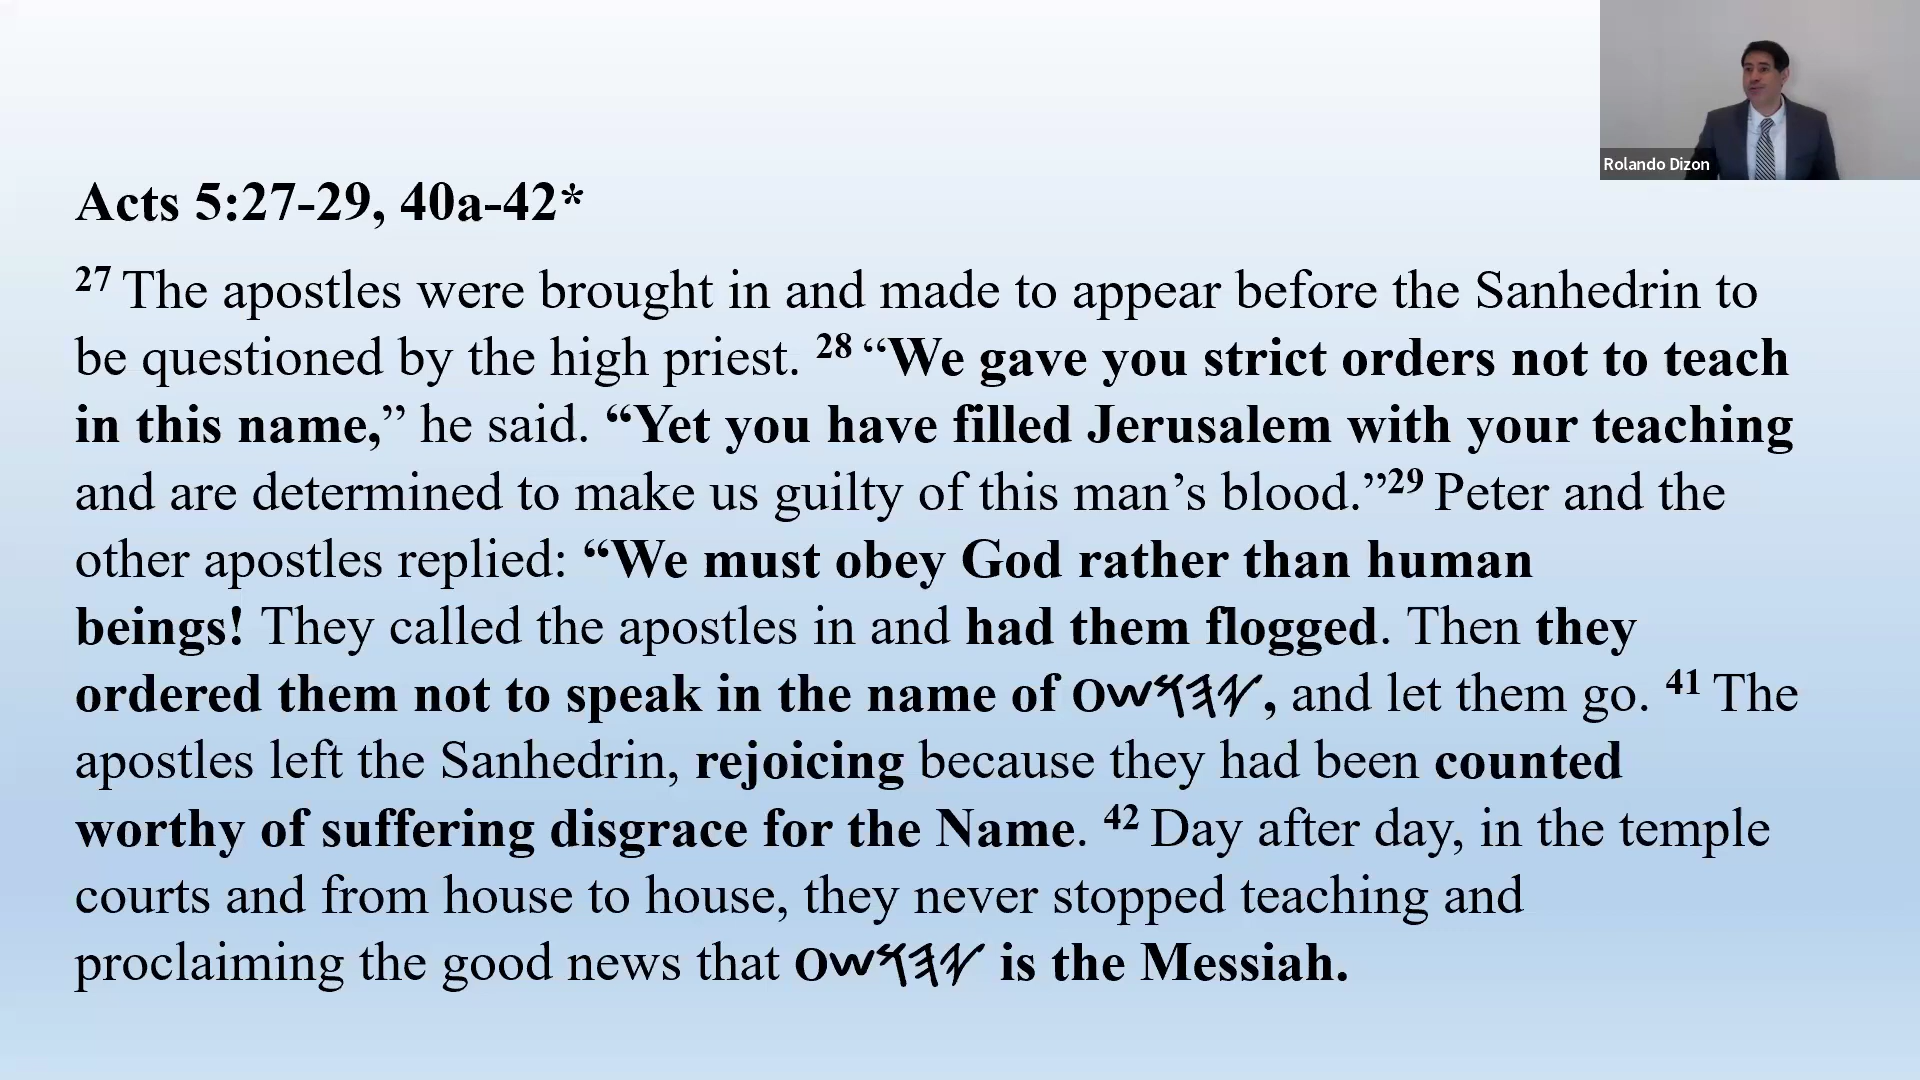 Rolando Dizon
Acts 5:27-29, 40a-42*
27 The apostles were brought in and made to appear before the Sanhedrin to
be questioned by the high priest. 28 “We gave you strict orders not to teach
in this name,” he said. “Yet you have filled Jerusalem with your teaching
and are determined to make us guilty of this man’s blood.”29 Peter and the
other apostles replied: “We must obey God rather than human
beings! They called the apostles in and had them flogged. Then they
ordered them not to speak in the name of 𐤉𐤄𐤅𐤔𐤏, and let them go. 41 The
apostles left the Sanhedrin, rejoicing because they had been counted
worthy of suffering disgrace for the Name. 42 Day after day, in the temple
courts and from house to house, they never stopped teaching and
proclaiming the good news that 𐤉𐤄𐤅𐤔𐤏 is the Messiah.